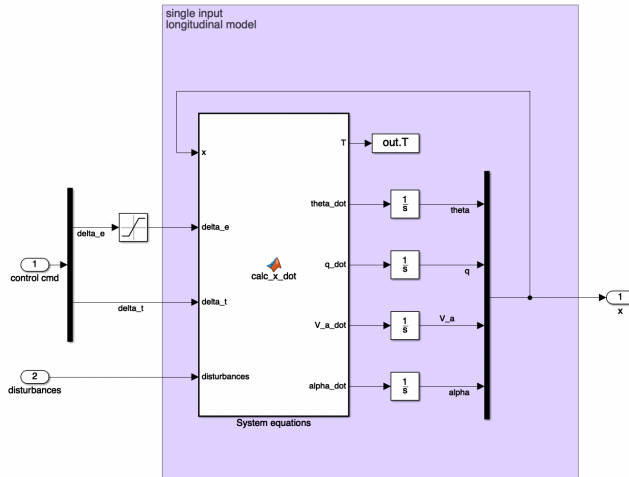 single input
longitudinal model
T
out.T
x
theta_dot
1
s
theta
delta_e
delta_e
q_dot
1
s
q
1
control cmd
calc_x_dot
1
x
delta_t
delta_t
V_a_dot
1
s
V_a
2
disturbances
disturbances
alpha_dot
1
s
alpha
System equations